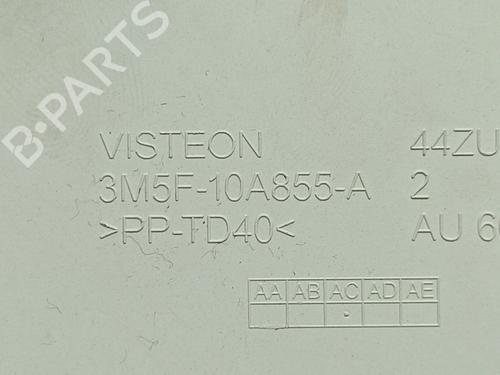 B-PARTS
VISTEON 44ZU
3M5F-10A855-A 2
>PP-TD40< AU 6
AA AB AC AD AE